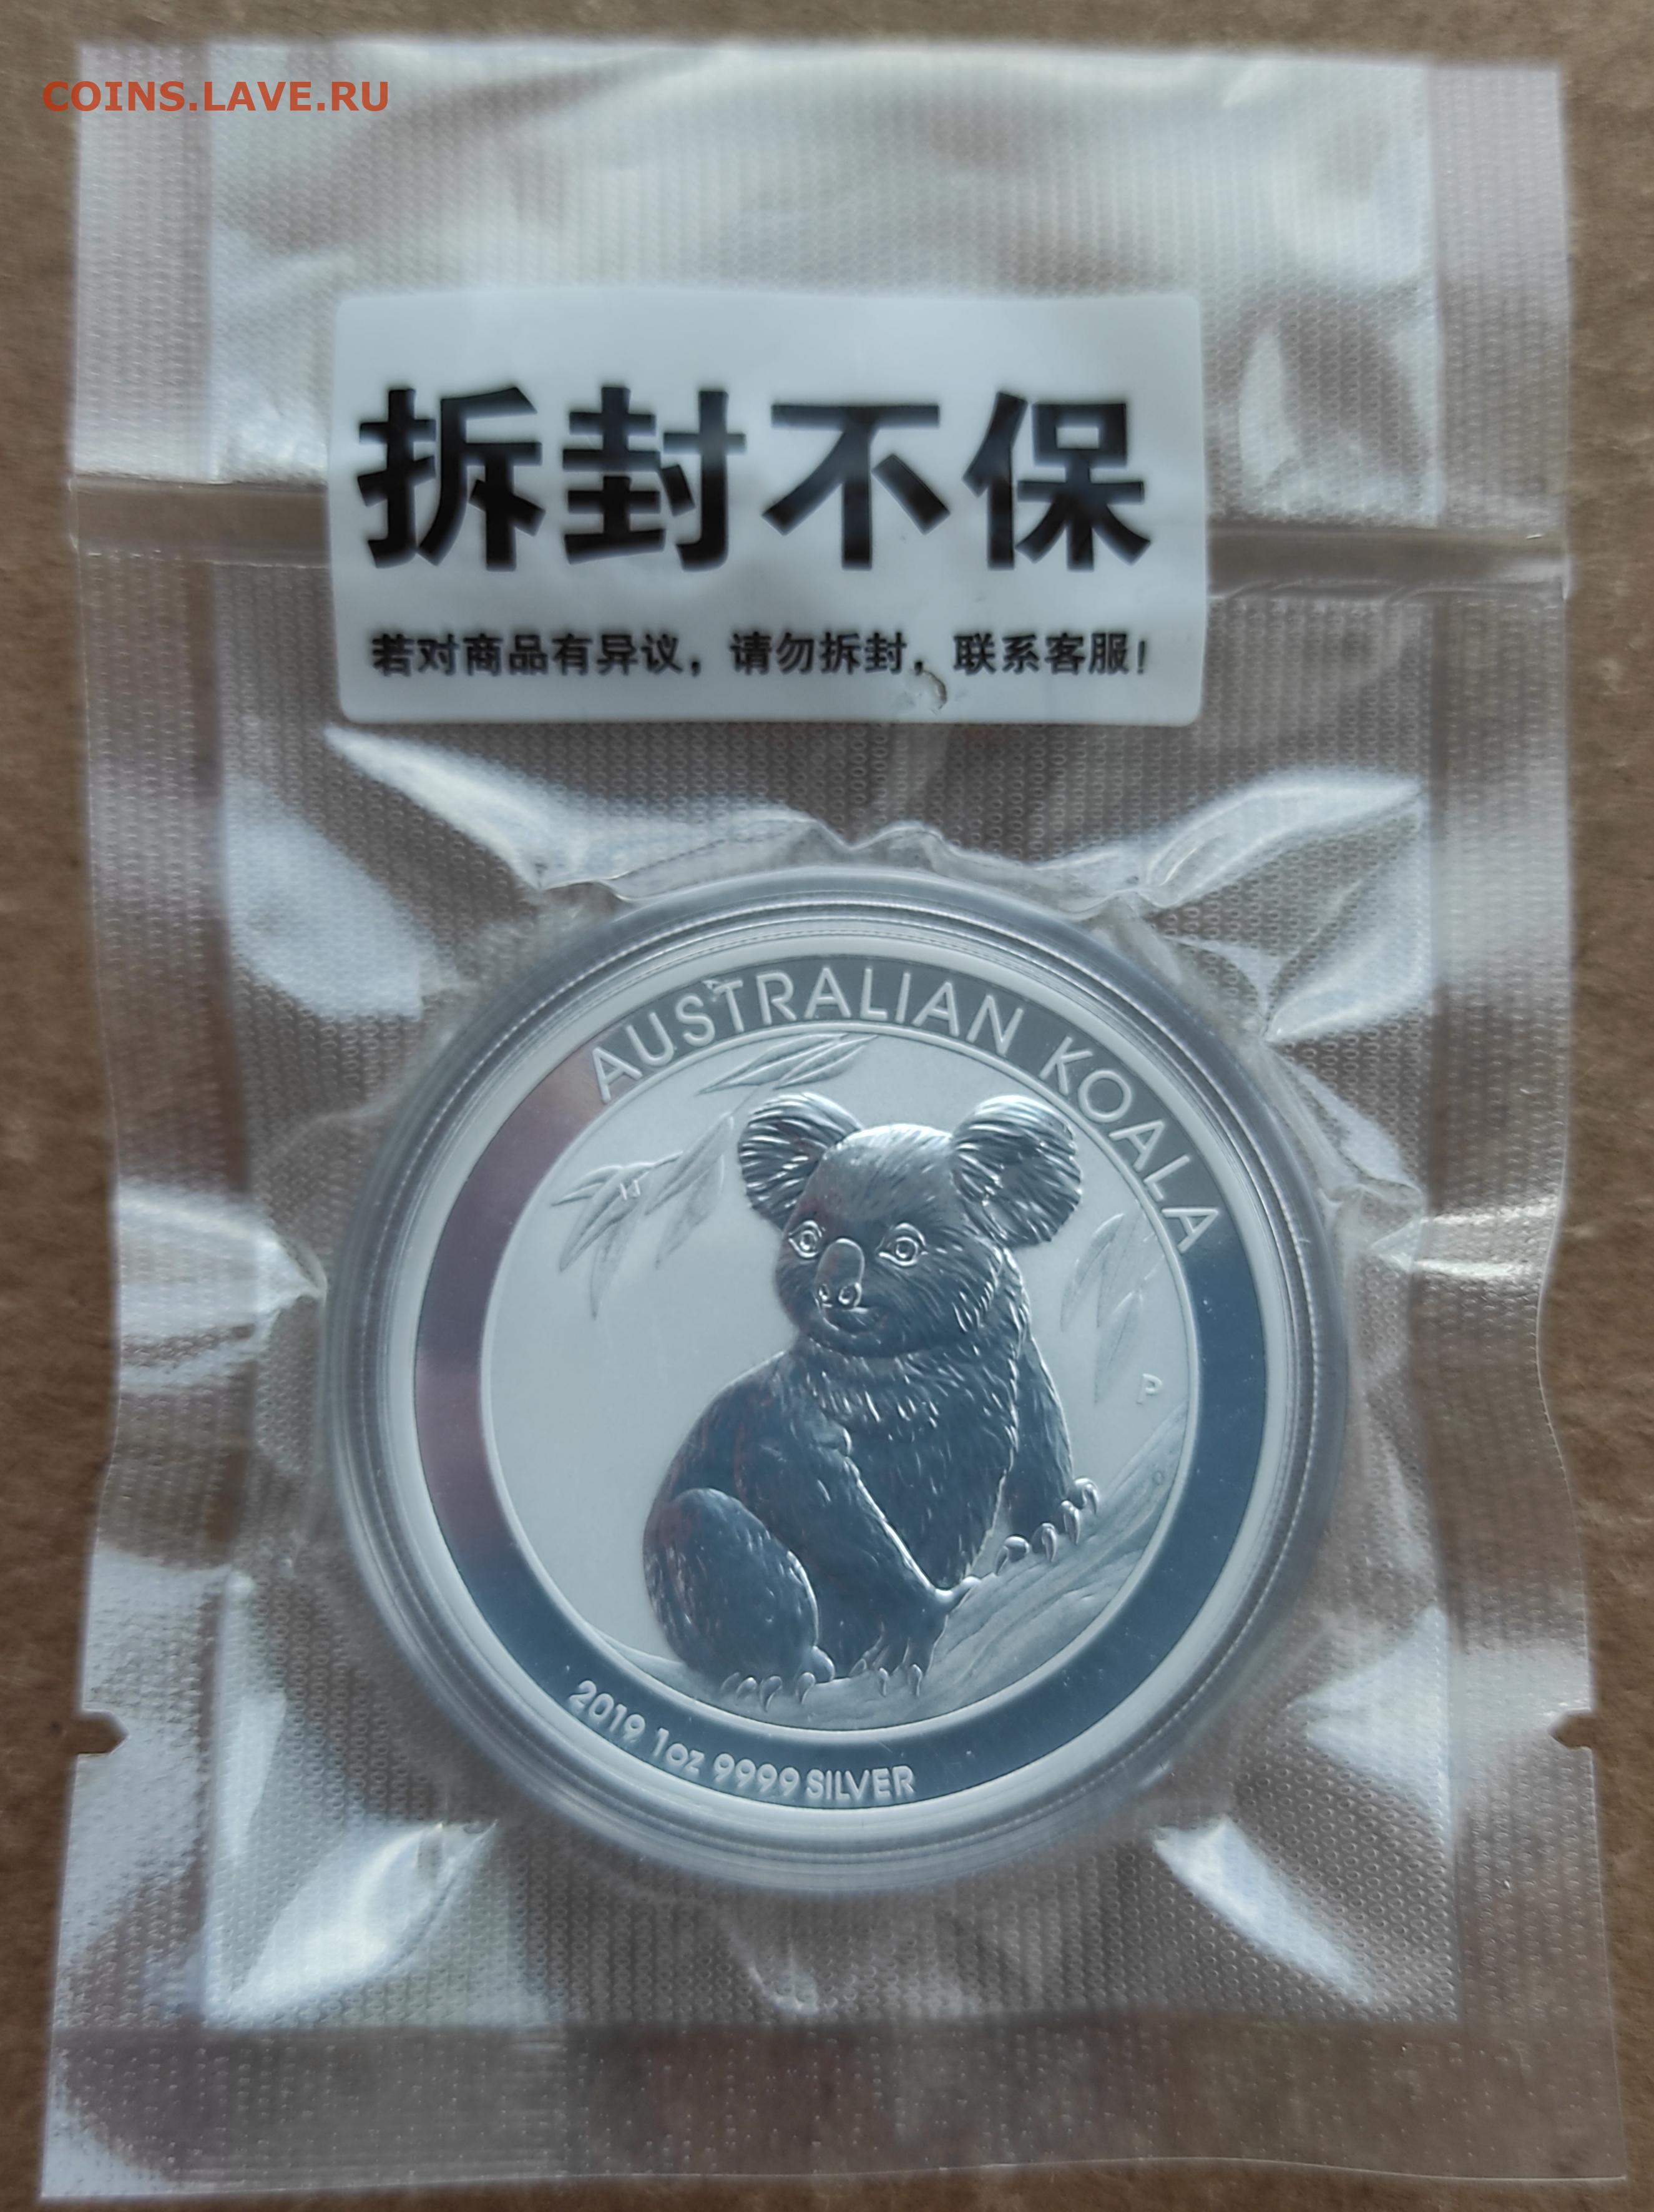 COINS.LAVE.RU
拆封不保
若对商品有异议，请勿拆封，联系客服！
AUSTRALIAN KOALA
P
2019 1oz 9999 SILVER